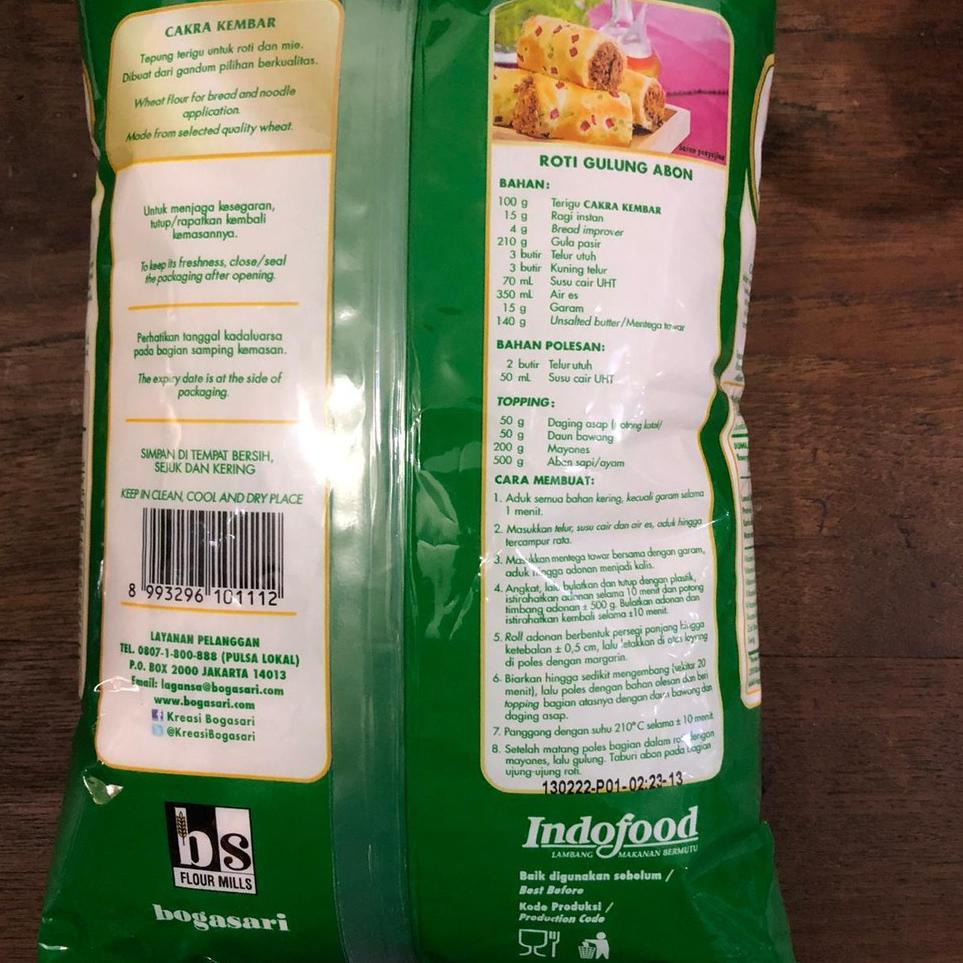 CAKRA KEMBAR
Tepung terigu untuk roti dan mie.
Dibuat dari gandum pilihan berkualitas.
Wheat flour for bread and noodle
application.
Made from selected quality wheat.
Untuk menjaga kesegaran,
tutup/rapatkan kembali
kemasannya.
To keep its freshness, close/seal
the packaging after opening.
Perhatikan tanggal kadaluarsa
pada bagian samping kemasan.
The expiry date is at the side of
packaging.
SIMPAN DI TEMPAT BERSIH,
SEJUK DAN KERING
KEEP IN CLEAN, COOL AND DRY PLACE
8 993296 101112
LAYANAN PELANGGAN
TEL. 0807-1-800-888 (PULSA LOKAL)
P.O. BOX 2000 JAKARTA 14013
Email: lagansa@bogasari.com
www.bogasari.com
Kreasi Bogasari
@KreasiBogasari
bs
FLOUR MILLS
bogasari
saran penyajian
ROTI GULUNG ABON
BAHAN:
100 g Terigu CAKRA KEMBAR
15 g Ragi instan
4 g Bread improver
210 g Gula pasir
3 butir Telur utuh
3 butir Kuning telur
70 mL Susu cair UHT
350 mL Air es
15 g Garam
140 g Unsalted butter/Mentega tawar
BAHAN POLESAN:
2 butir Telur utuh
50 mL Susu cair UHT
TOPPING:
50 g Daging asap (potong kotak)
50 g Daun bawang
200 g Mayones
500 g Abon sapi/ayam
CARA MEMBUAT:
1. Aduk semua bahan kering, kecuali garam selama
1 menit.
2. Masukkan telur, susu cair dan air es, aduk hingga
tercampur rata.
3. Masukkan mentega tawar bersama dengan garam,
aduk hingga adonan menjadi kalis.
4. Angkat, lalu bulatkan dan tutup dengan plastik,
istirahatkan adonan selama 10 menit dan potong
timbang adonan ± 500 g. Bulatkan adonan dan
istirahatkan kembali selama ±10 menit.
5. Roll adonan berbentuk persegi panjang hingga
ketebalan ± 0,5 cm, lalu letakkan di atas loyang
di poles dengan margarin.
6. Biarkan hingga sedikit mengembang (sekitar 20
menit), lalu poles dengan bahan olesan dan beri
topping bagian atasnya dengan daun bawang dan
daging asap.
7. Panggang dengan suhu 210°C selama ± 10 menit
8. Setelah matang poles bagian dalam roti dengan
mayones, lalu gulung. Taburi abon pada bagian
ujung-ujung roti.
130222-P01-02:23-13
Indofood
LAMBANG MAKANAN BERMUTU
Baik digunakan sebelum /
Best Before
Kode Produksi /
Production Code